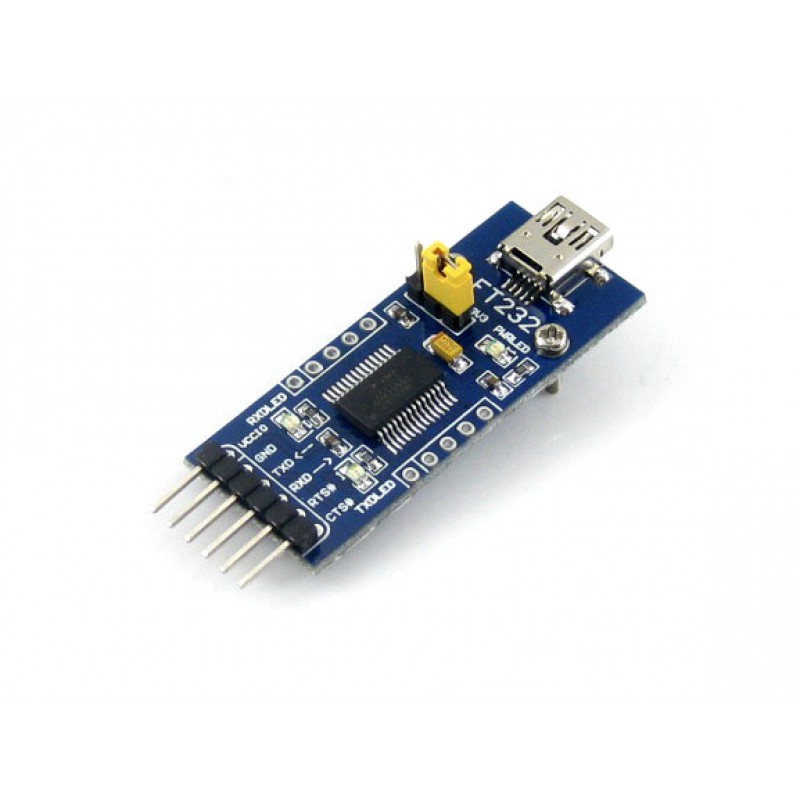 FT232
PWRLED
RXDLED
VCCIO
GND
TXD <--
RXD -->
RTS#
CTS#
TXDLED